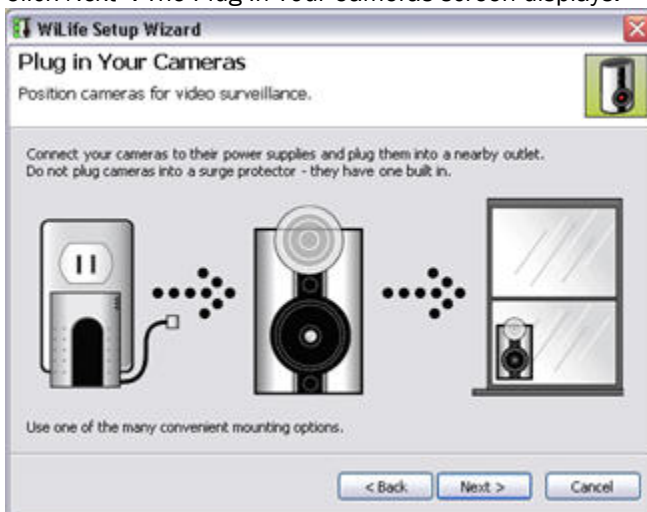 Click Next . The Plug in Your Cameras screen displays.
WiLife Setup Wizard
Plug in Your Cameras
Position cameras for video surveillance.
Connect your cameras to their power supplies and plug them into a nearby outlet.
Do not plug cameras into a surge protector - they have one built in.
Use one of the many convenient mounting options.
< Back Next > Cancel